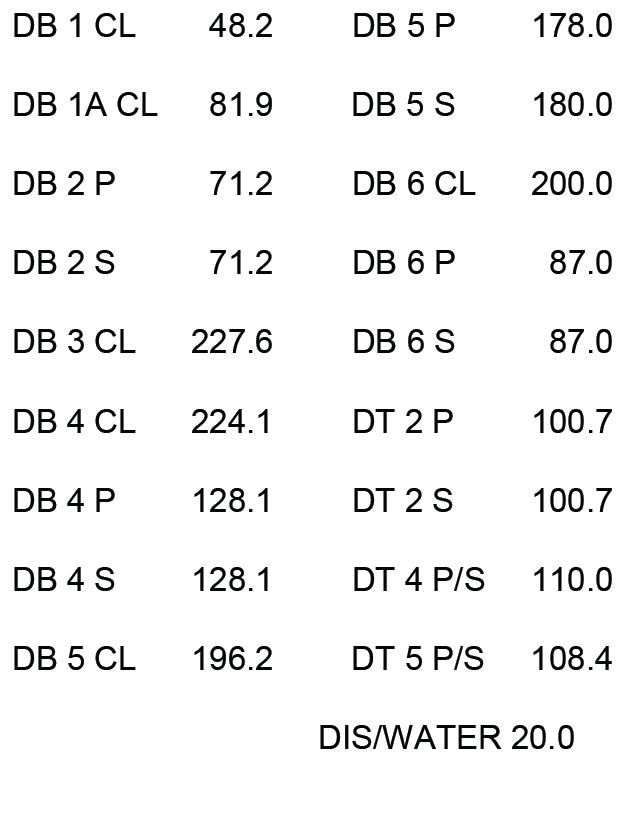 DB 1 CL 48.2 DB 5 P 178.0
DB 1A CL 81.9 DB 5 S 180.0
DB 2 P 71.2 DB 6 CL 200.0
DB 2 S 71.2 DB 6 P 87.0
DB 3 CL 227.6 DB 6 S 87.0
DB 4 CL 224.1 DT 2 P 100.7
DB 4 P 128.1 DT 2 S 100.7
DB 4 S 128.1 DT 4 P/S 110.0
DB 5 CL 196.2 DT 5 P/S 108.4
DIS/WATER 20.0